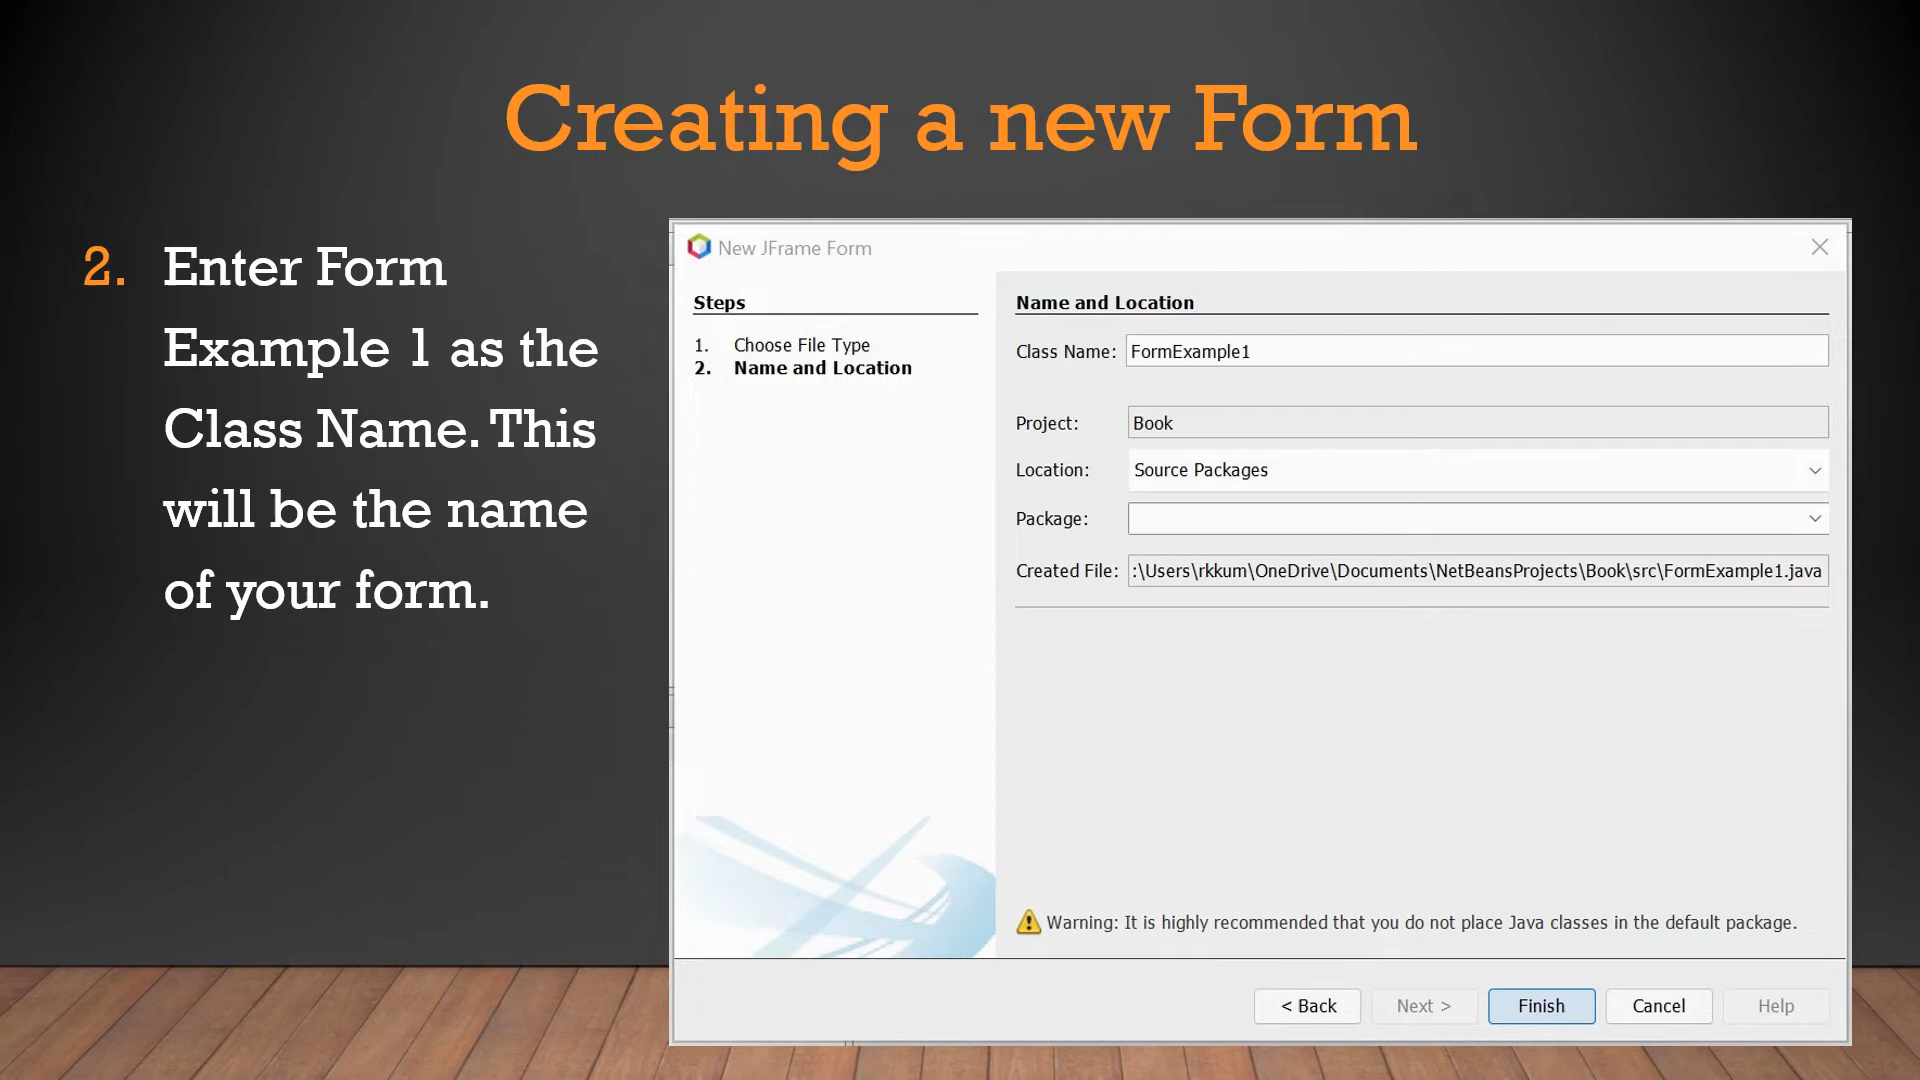 Creating a new Form
2. Enter Form
Example 1 as the
Class Name. This
will be the name
of your form.
New JFrame Form
Steps
1. Choose File Type
2. Name and Location
Name and Location
Class Name: FormExample1
Project: Book
Location: Source Packages
Package:
Created File: :\Users\rkkum\OneDrive\Documents\NetBeansProjects\Book\src\FormExample1.java
Warning: It is highly recommended that you do not place Java classes in the default package.
< Back Next > Finish Cancel Help